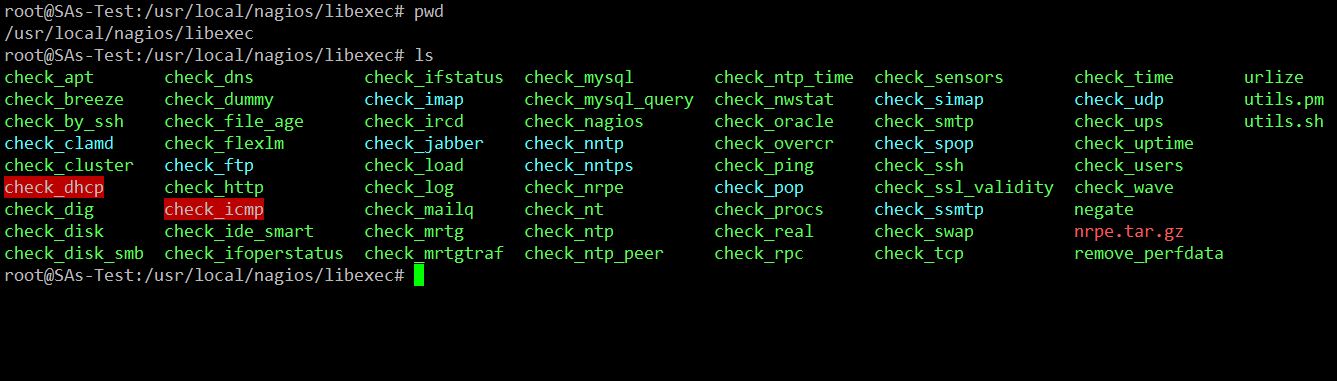 root@SAs-Test:/usr/local/nagios/libexec# pwd
/usr/local/nagios/libexec
root@SAs-Test:/usr/local/nagios/libexec# ls
check_apt check_dns check_ifstatus check_mysql check_ntp_time check_sensors check_time urlize
check_breeze check_dummy check_imap check_mysql_query check_nwstat check_simap check_udp utils.pm
check_by_ssh check_file_age check_ircd check_nagios check_oracle check_smtp check_ups utils.sh
check_clamd check_flexlm check_jabber check_nntp check_overcr check_spop check_uptime
check_cluster check_ftp check_load check_nntps check_ping check_ssh check_users
check_dhcp check_http check_log check_nrpe check_pop check_ssl_validity check_wave
check_dig check_icmp check_mailq check_nt check_procs check_ssmtp negate
check_disk check_ide_smart check_mrtg check_ntp check_real check_swap nrpe.tar.gz
check_disk_smb check_ifoperstatus check_mrtgtraf check_ntp_peer check_rpc check_tcp remove_perfdata
root@SAs-Test:/usr/local/nagios/libexec#